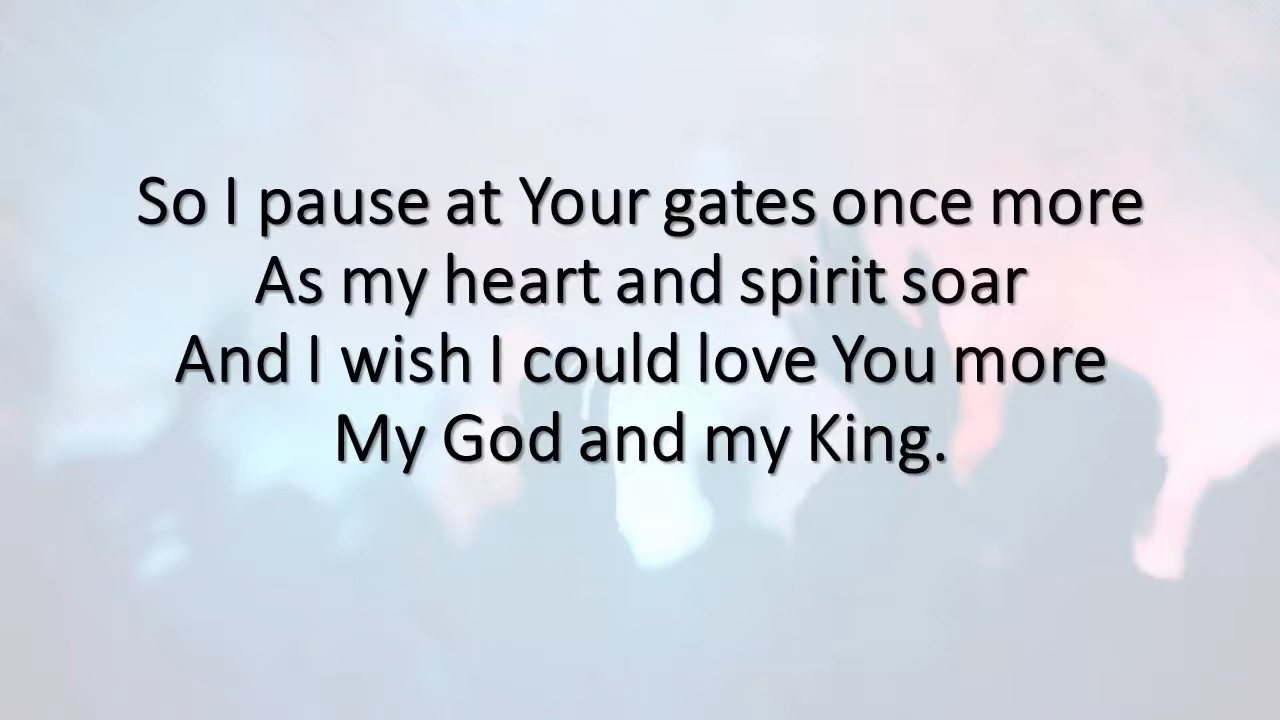 So I pause at Your gates once more
As my heart and spirit soar
And I wish I could love You more
My God and my King.